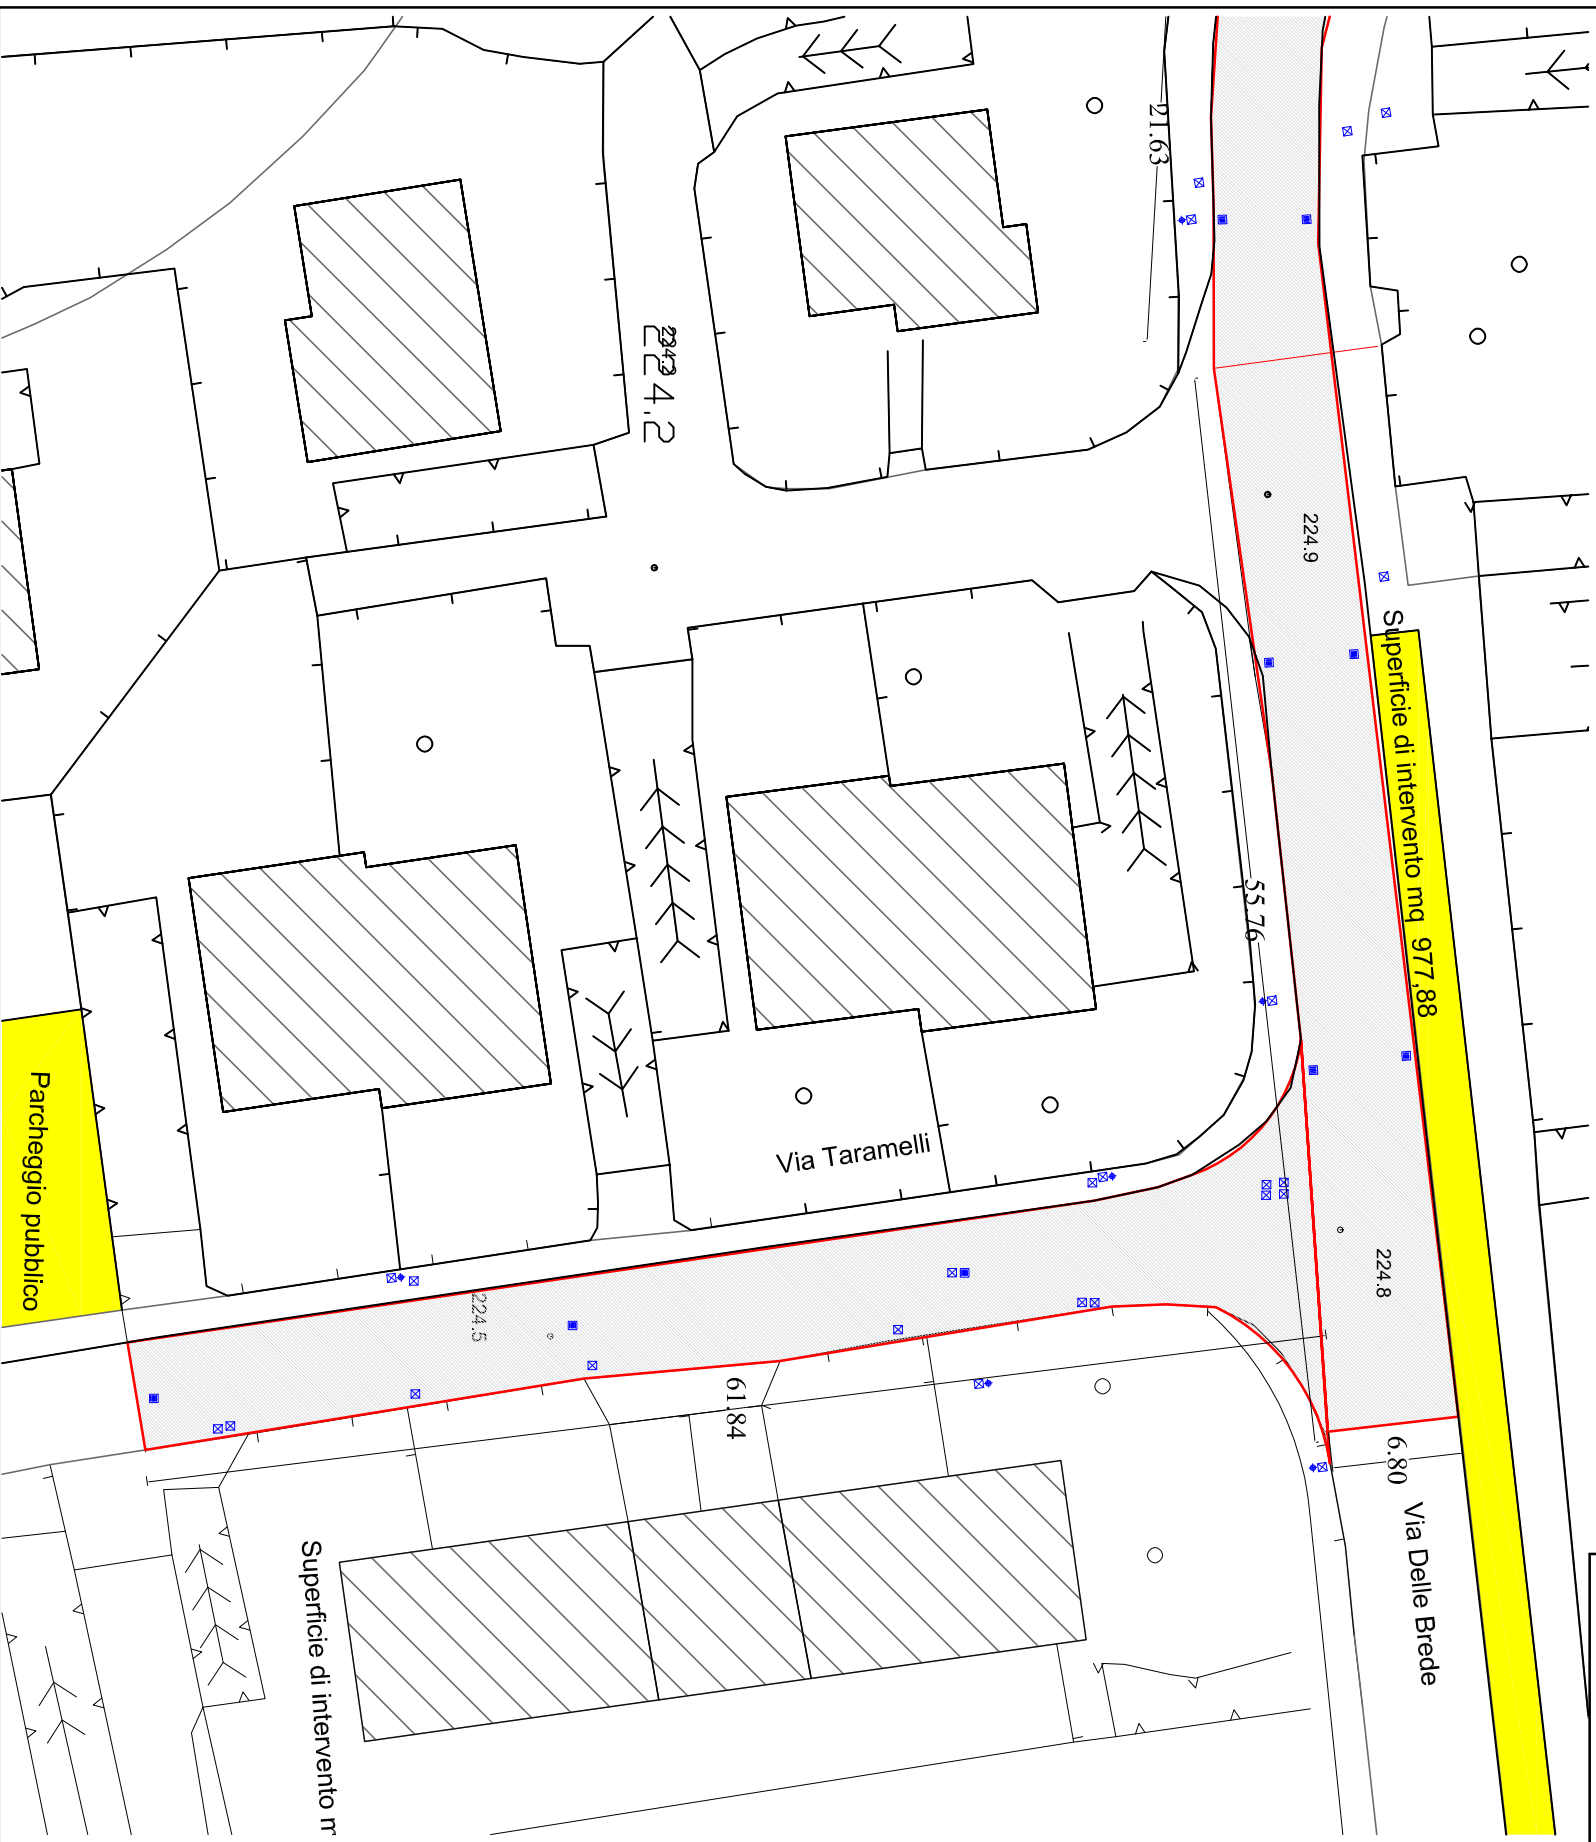 21.63
224.2
224.9
Superficie di intervento mq 977,88
55.76
Parcheggio pubblico
Via Taramelli
224.8
224.5
61.84
6.80
Via Delle Brede
Superficie di intervento m